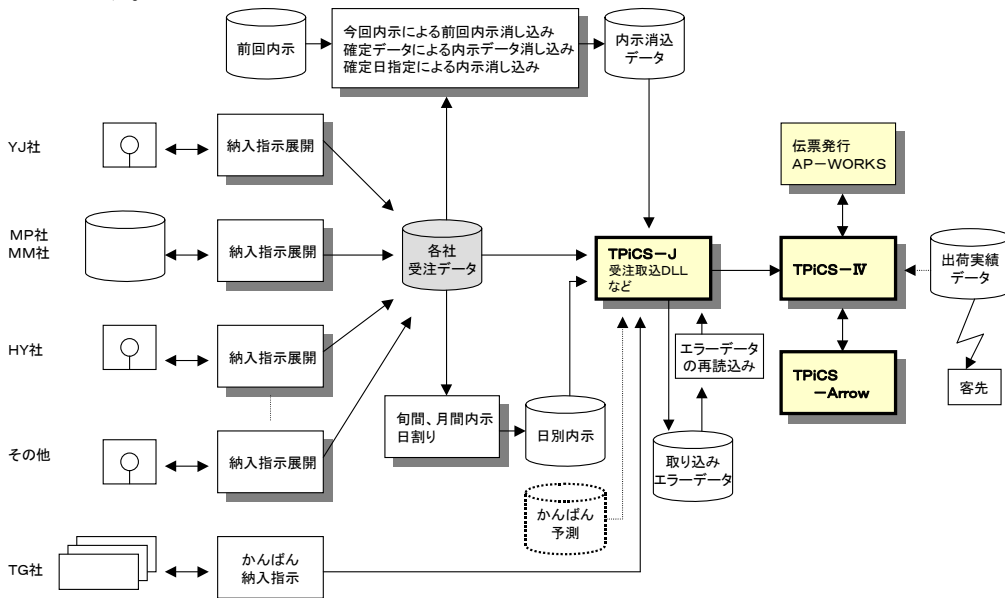 前回内示
今回内示による前回内示消し込み
確定データによる内示データ消し込み
確定日指定による内示消し込み
内示消込
データ
YJ社
納入指示展開
伝票発行
AP-WORKS
MP社
MM社
納入指示展開
各社
受注データ
TPiCS-J
受注取込DLL
など
TPiCS-Ⅳ
出荷実績
データ
HY社
納入指示展開
エラーデータ
の再読込み
TPiCS
-Arrow
客先
旬間、月間内示
日割り
日別内示
その他
納入指示展開
取り込み
エラーデータ
かんばん
予測
TG社
かんばん
納入指示